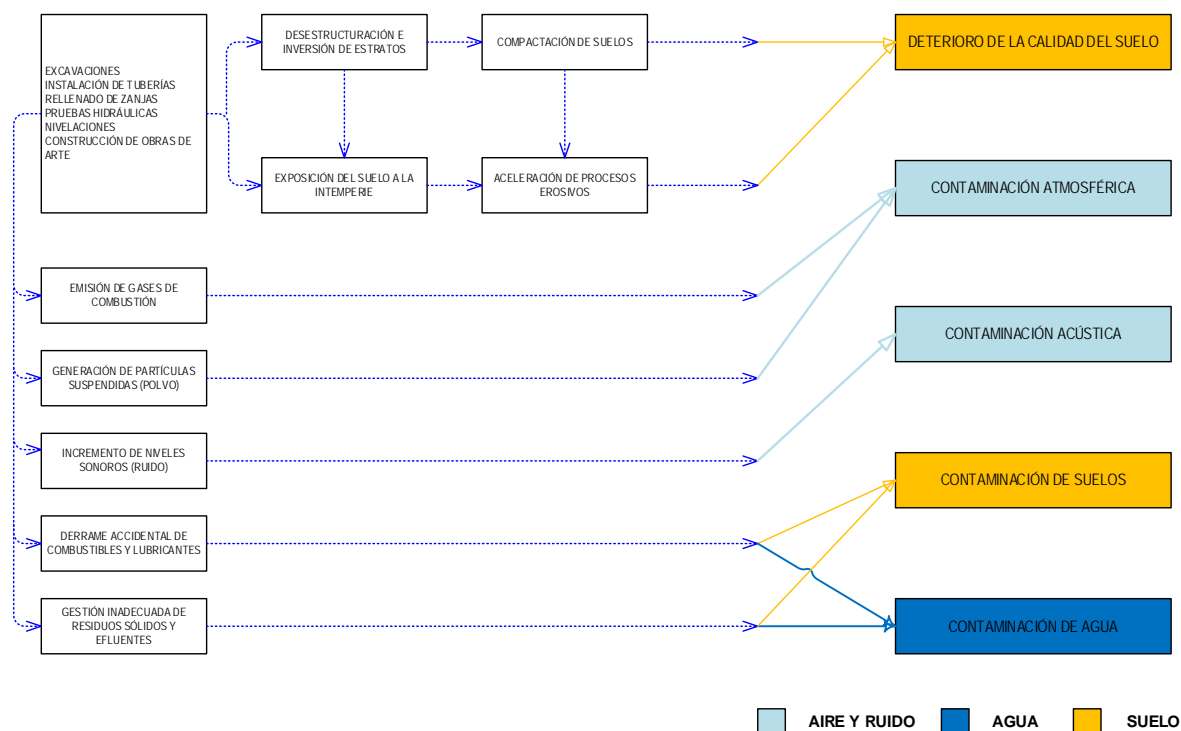 EXCAVACIONES
INSTALACIÓN DE TUBERÍAS
RELLENADO DE ZANJAS
PRUEBAS HIDRÁULICAS
NIVELACIONES
CONSTRUCCIÓN DE OBRAS DE
ARTE
DESESTRUCTURACIÓN E
INVERSIÓN DE ESTRATOS
COMPACTACIÓN DE SUELOS
DETERIORO DE LA CALIDAD DEL SUELO
EXPOSICIÓN DEL SUELO A LA
INTEMPERIE
ACELERACIÓN DE PROCESOS
EROSIVOS
CONTAMINACIÓN ATMOSFÉRICA
EMISIÓN DE GASES DE
COMBUSTIÓN
CONTAMINACIÓN ACÚSTICA
GENERACIÓN DE PARTÍCULAS
SUSPENDIDAS (POLVO)
INCREMENTO DE NIVELES
SONOROS (RUIDO)
CONTAMINACIÓN DE SUELOS
DERRAME ACCIDENTAL DE
COMBUSTIBLES Y LUBRICANTES
GESTIÓN INADECUADA DE
RESIDUOS SÓLIDOS Y
EFLUENTES
CONTAMINACIÓN DE AGUA
AIRE Y RUIDO
AGUA
SUELO